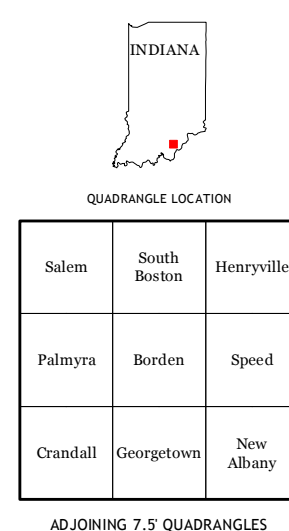 INDIANA
QUADRANGLE LOCATION
Salem
South
Boston
Henryville
Palmyra
Borden
Speed
Crandall
Georgetown
New
Albany
ADJOINING 7.5' QUADRANGLES